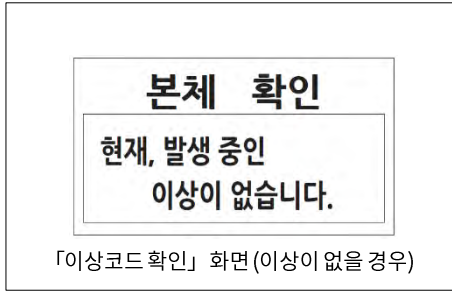 본체 확인
현재, 발생 중인
이상이 없습니다.
「이상코드 확인」 화면 (이상이 없을 경우)